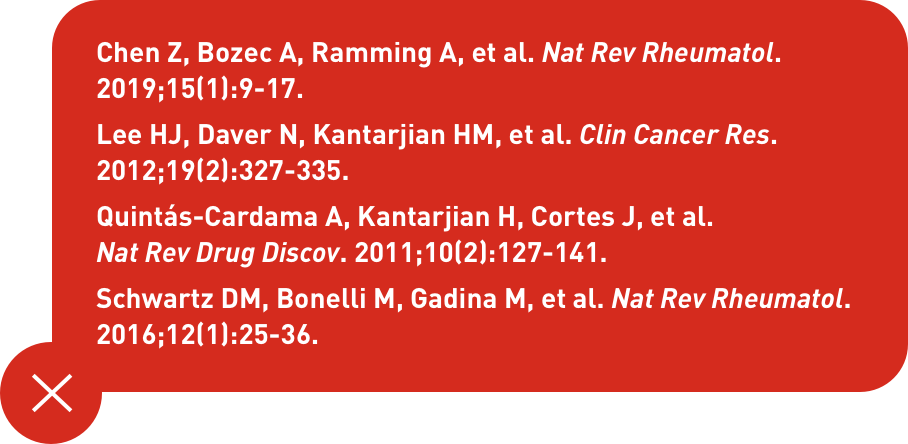 Chen Z, Bozec A, Ramming A, et al. Nat Rev Rheumatol.
2019;15(1):9-17.
Lee HJ, Daver N, Kantarjian HM, et al. Clin Cancer Res.
2012;19(2):327-335.
Quintás-Cardama A, Kantarjian H, Cortes J, et al.
Nat Rev Drug Discov. 2011;10(2):127-141.
Schwartz DM, Bonelli M, Gadina M, et al. Nat Rev Rheumatol.
2016;12(1):25-36.